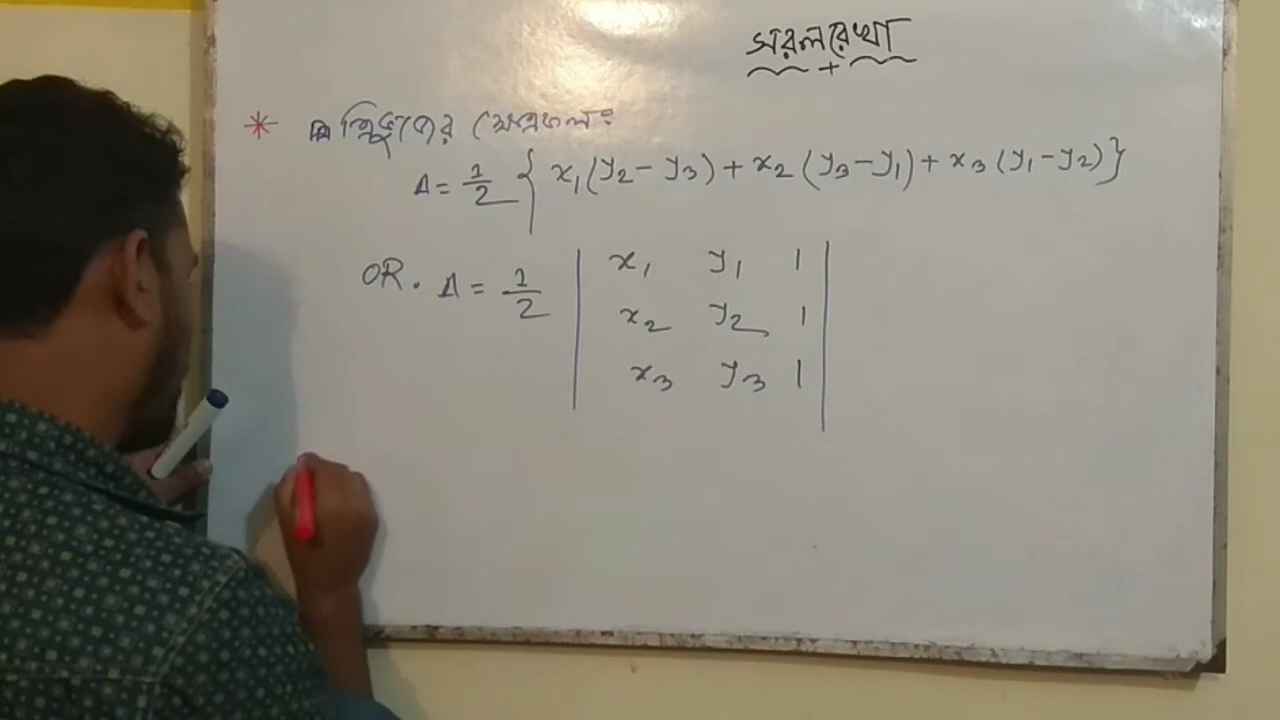 সরলরেখা
* ত্রিভুজের ক্ষেত্রফলঃ
Δ = 1/2 { x₁(y₂ - y₃) + x₂(y₃ - y₁) + x₃(y₁ - y₂)}
OR. Δ = 1/2 | x₁ y₁ 1 |
| x₂ y₂ 1 |
| x₃ y₃ 1 |